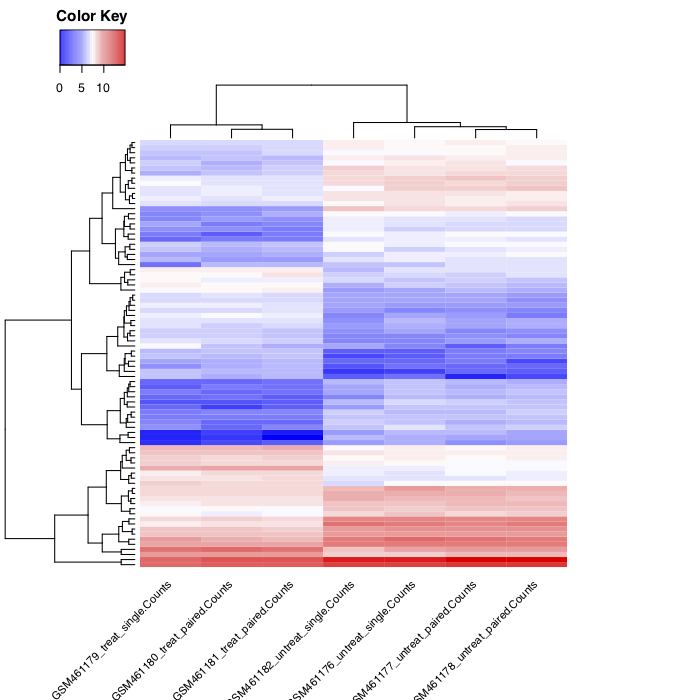 Color Key
0 5 10
GSM461179_treat_single.Counts
GSM461180_treat_paired.Counts
GSM461181_treat_paired.Counts
GSM461182_untreat_single.Counts
GSM461176_untreat_single.Counts
GSM461177_untreat_paired.Counts
GSM461178_untreat_paired.Counts